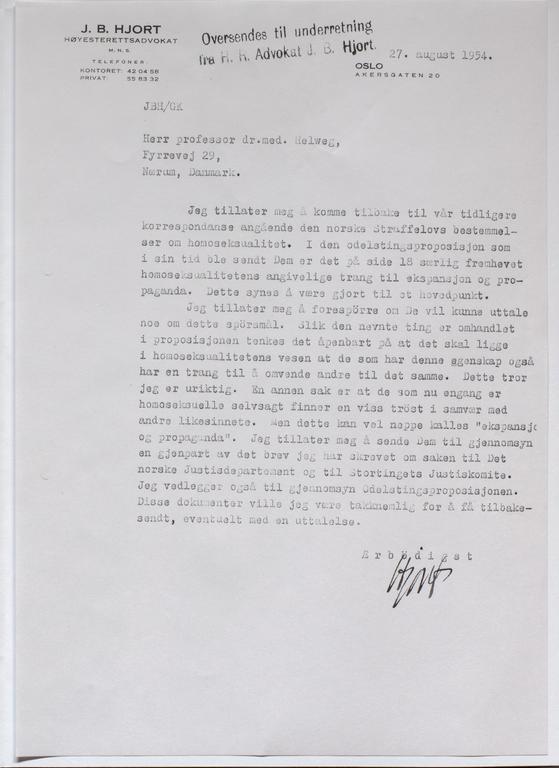 J. B. HJORT
HØYESTERETTSADVOKAT
M. N. S.
TELEFONER:
KONTORET: 42 04 58
PRIVAT: 55 83 32
Oversendes til underretning
fra H. R. Advokat J. B. Hjort.
27. august 1954.
OSLO
AKERSGATEN 20
JBH/GK
Herr professor dr.med. Helweg,
Fyrrevej 29,
Nærum, Danmark.
Jeg tillater meg å komme tilbake til vår tidligere
korrespondanse angående den norske Straffelovs bestemmel-
ser om homoseksualitet. I den odelstingsproposisjon som
i sin tid ble sendt Dem er det på side 18 særlig fremhevet
homoseksualitetens angivelige trang til ekspansjon og pro-
paganda. Dette synes å være gjort til et hovedpunkt.
Jeg tillater meg å forespörre om De vil kunne uttale
noe om dette spörsmål. Slik den nevnte ting er omhandlet
i proposisjonen tenkes det åpenbart på at det skal ligge
i homoseksualitetens vesen at de som har denne egenskap også
har en trang til å omvende andre til det samme. Dette tror
jeg er uriktig. En annen sak er at de som nu engang er
homoseksuelle selvsagt finner en viss tröst i samvær med
andre likesinnete. Men dette kan vel neppe kalles "ekspansjo
og propaganda". Jeg tillater meg å sende Dem til gjennomsyn
en gjenpart av det brev jeg har skrevet om saken til Det
norske Justisdepartement og til Stortingets Justiskomite.
Jeg vedlegger også til gjennomsyn Odelstingsproposisjonen.
Disse dokumenter ville jeg være takknemlig for å få tilbake-
sendt, eventuelt med en uttalelse.
Ærbödigst
Hjort